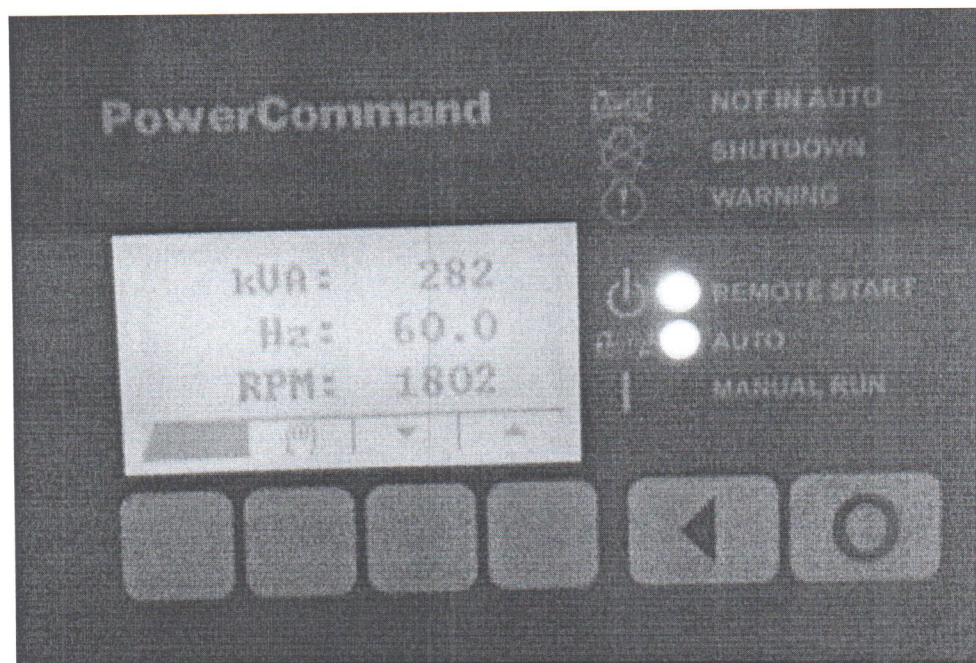 PowerCommand
NOT IN AUTO
SHUTDOWN
WARNING
kVA: 282
Hz: 60.0
RPM: 1802
REMOTE START
AUTO
MANUAL RUN